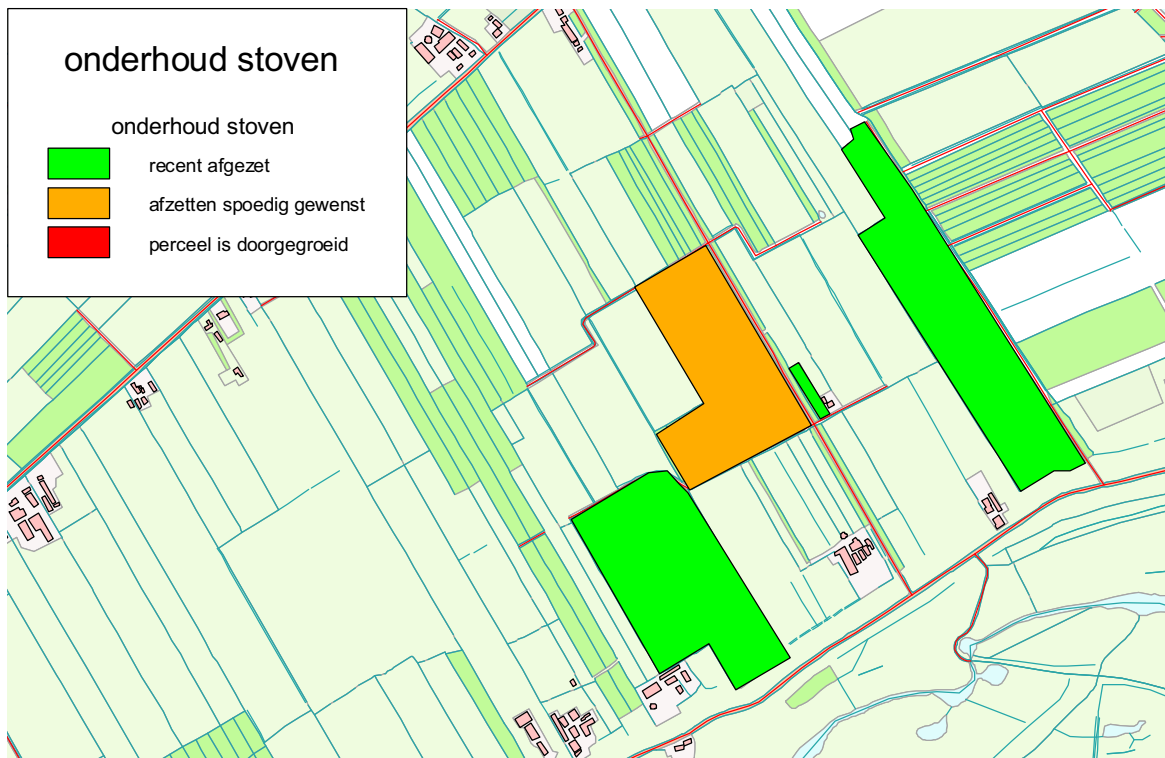 onderhoud stoven
onderhoud stoven
recent afgezet
afzetten spoedig gewenst
perceel is doorgegroeid